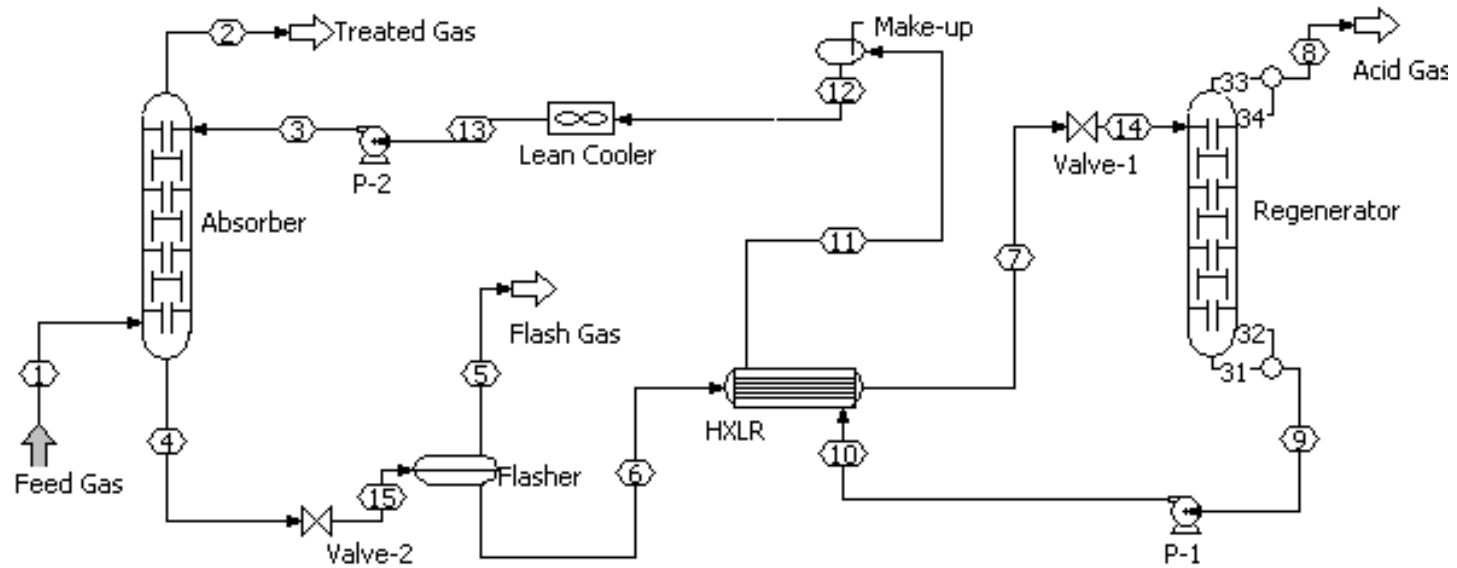 2
Treated Gas
Make-up
8
Acid Gas
33
34
12
3
13
Lean Cooler
P-2
14
Valve-1
Absorber
Regenerator
11
7
Flash Gas
1
5
32
31
HXLR
4
9
10
6
Feed Gas
15
Flasher
Valve-2
P-1